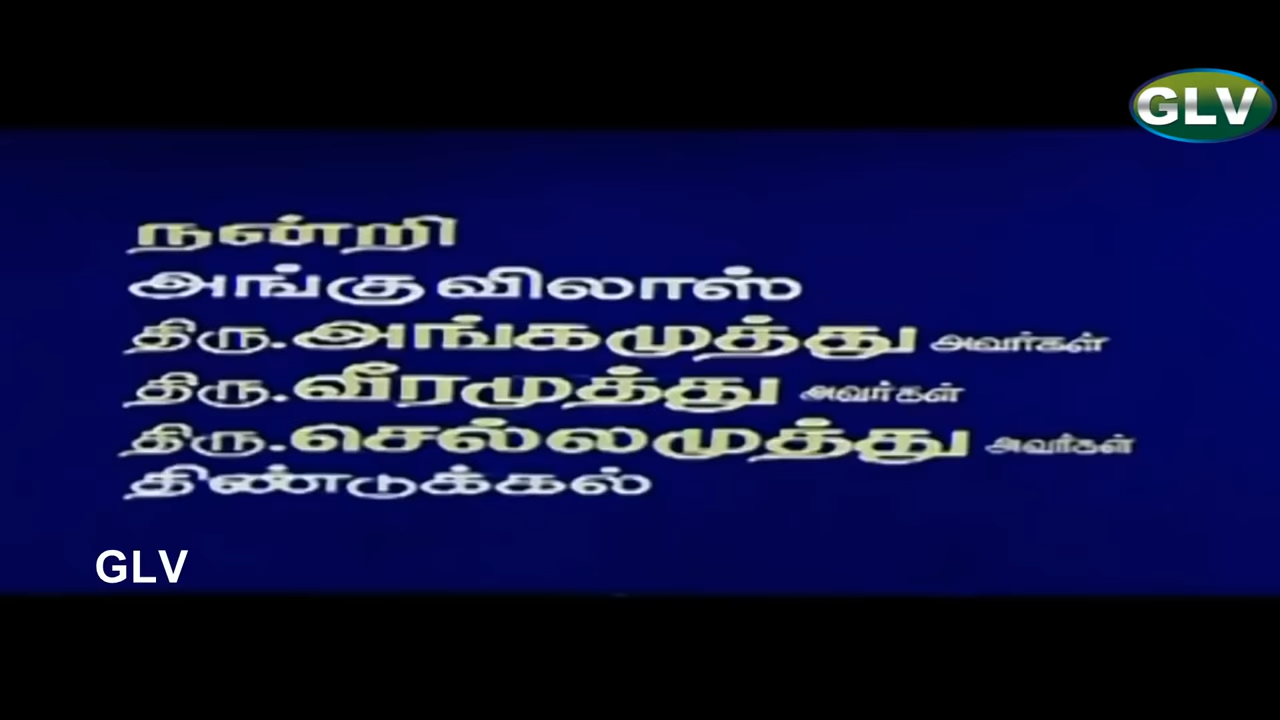 GLV
நன்றி
அங்கு விலாஸ்
திரு.அங்கமுத்து அவர்கள்
திரு.வீரமுத்து அவர்கள்
திரு.செல்லமுத்து அவர்கள்
திண்டுக்கல்
GLV